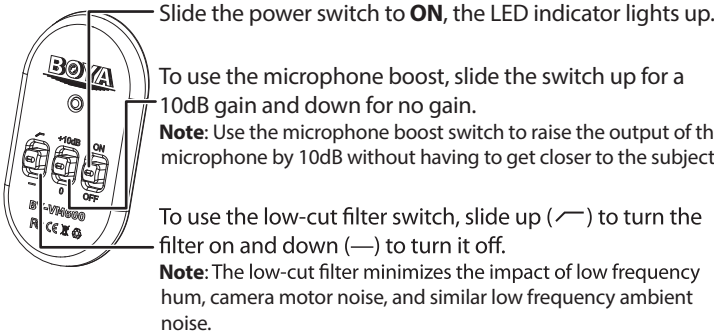 Slide the power switch to ON, the LED indicator lights up.
BOYA
To use the microphone boost, slide the switch up for a
10dB gain and down for no gain.
Note: Use the microphone boost switch to raise the output of th
microphone by 10dB without having to get closer to the subject
+10dB
ON
0
OFF
BY-VM600
FC CE
To use the low-cut filter switch, slide up ( ) to turn the
filter on and down (—) to turn it off.
Note: The low-cut filter minimizes the impact of low frequency
hum, camera motor noise, and similar low frequency ambient
noise.